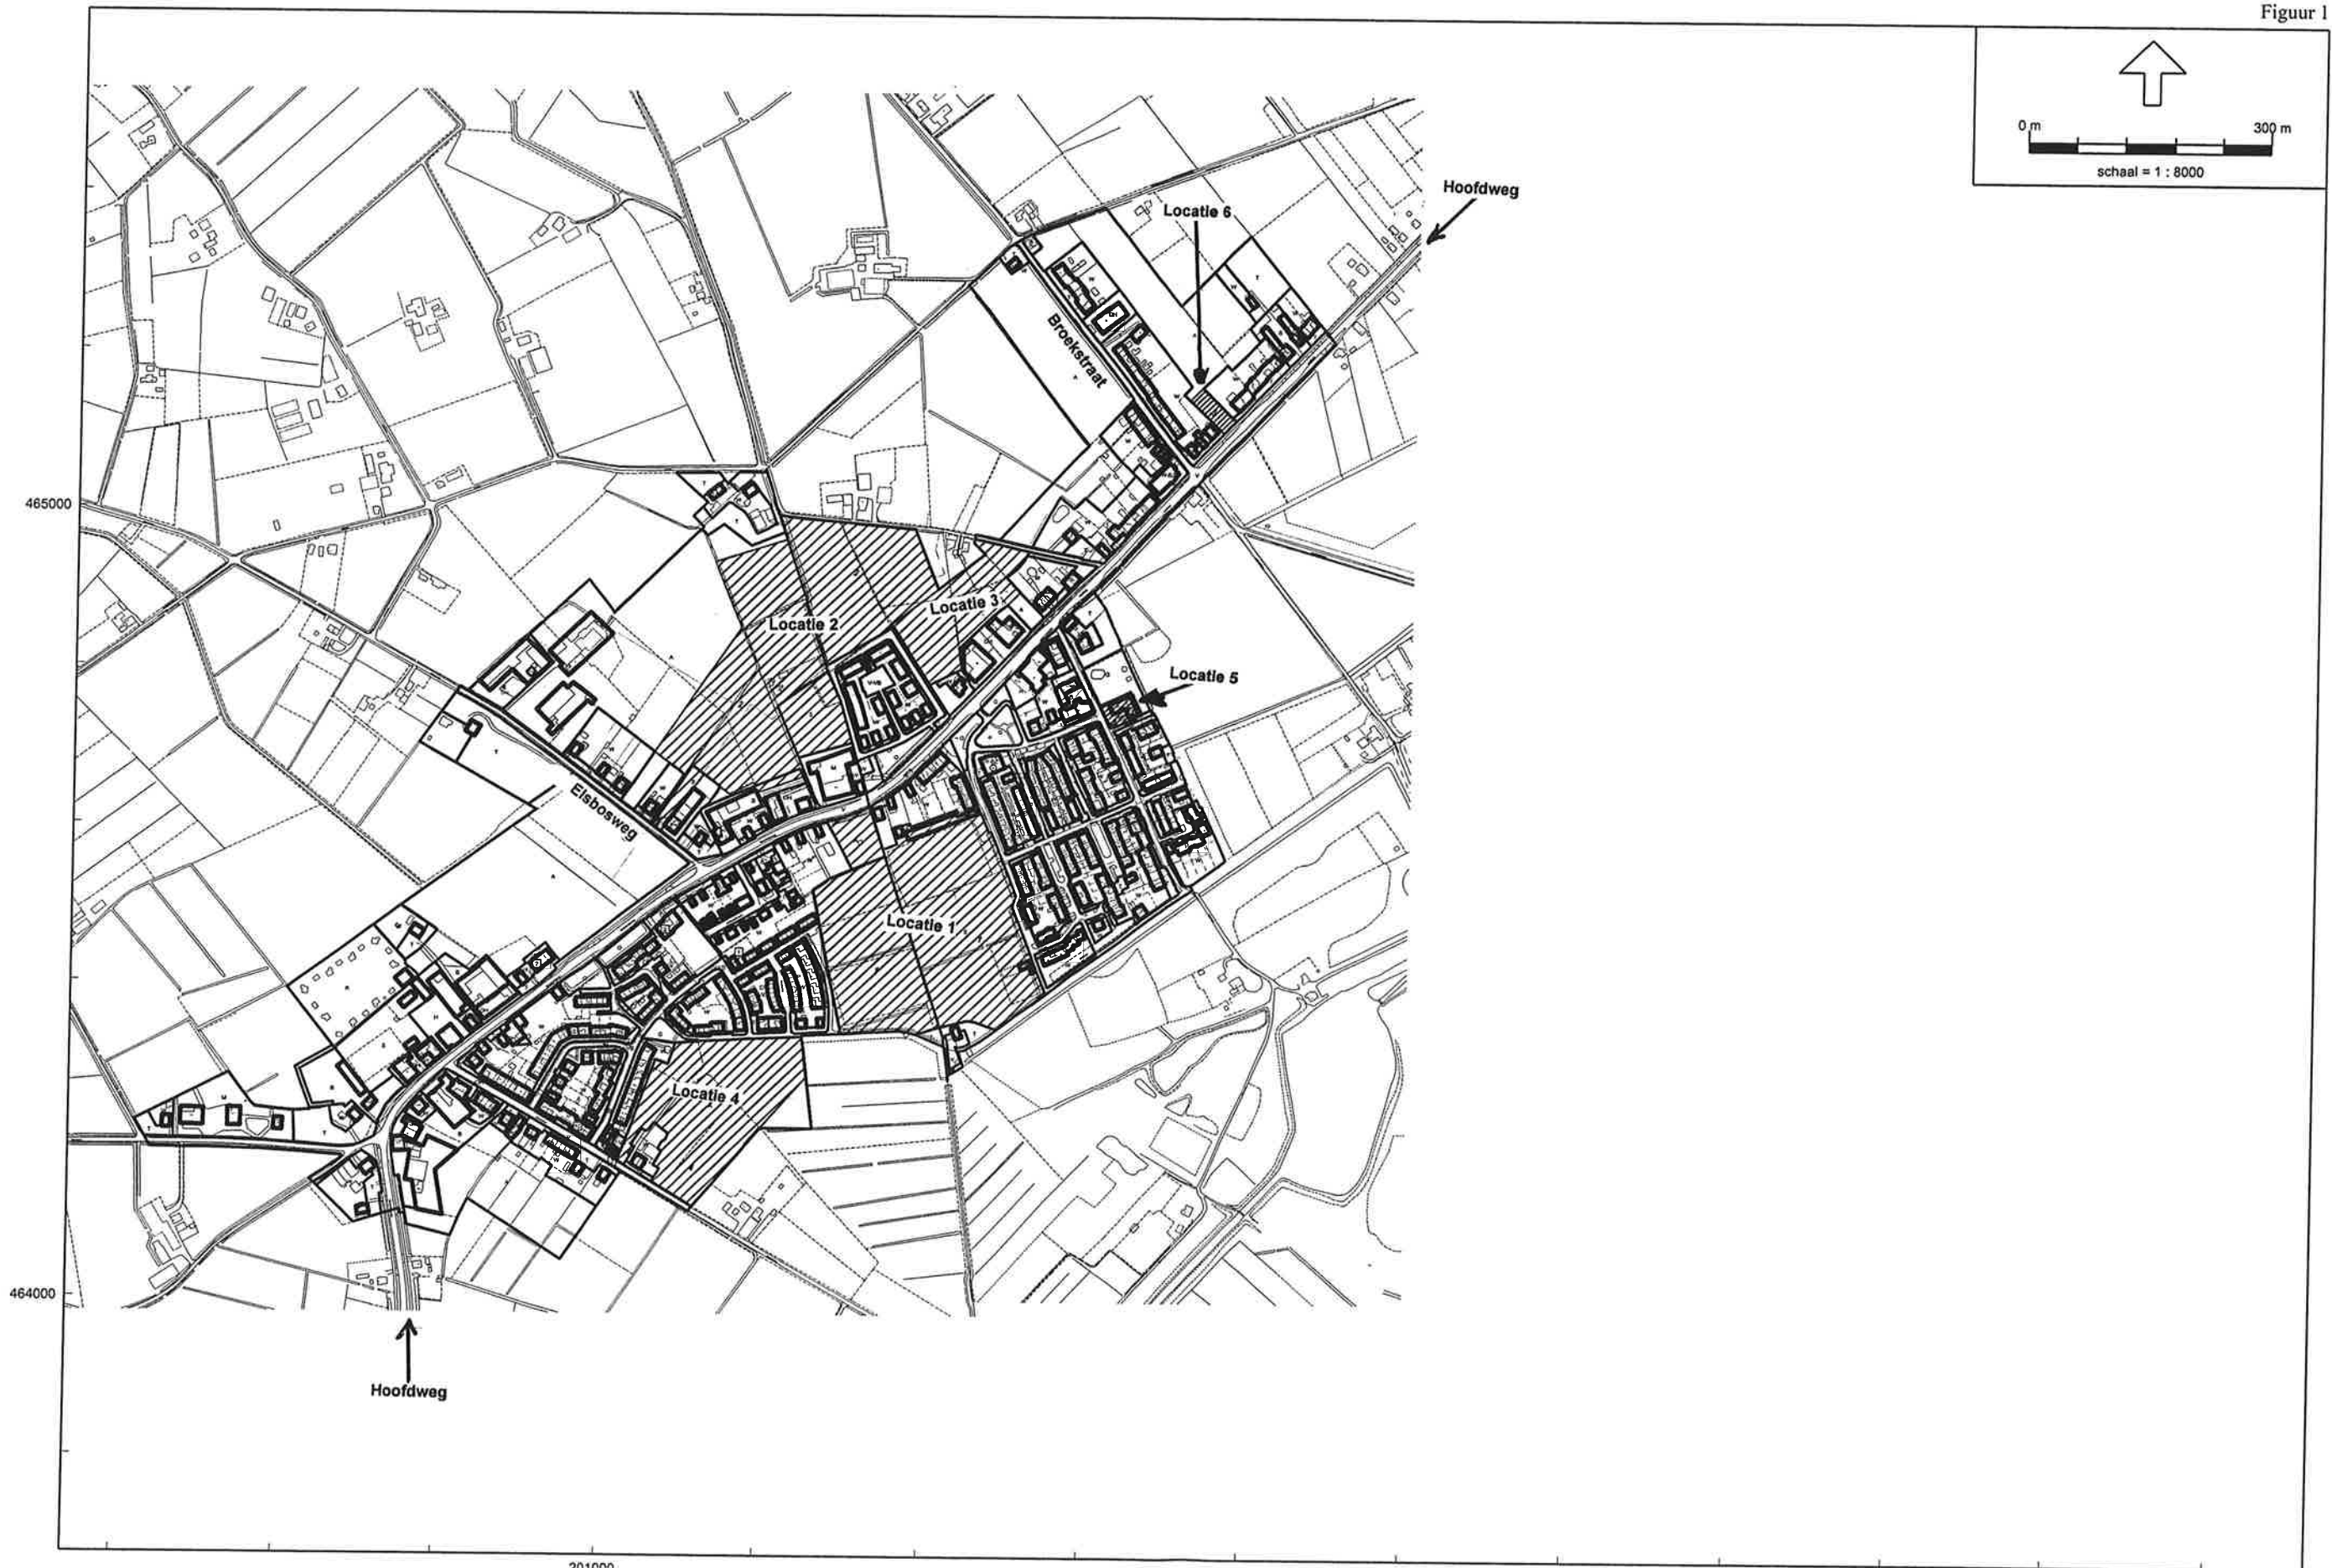 Figuur 1
0 m 300 m
schaal = 1 : 8000
Hoofdweg
Locatie 6
Broekstraat
465000
Locatie 3
Locatie 2
Locatie 5
Elsbosweg
Locatie 1
Locatie 4
464000
Hoofdweg
201000